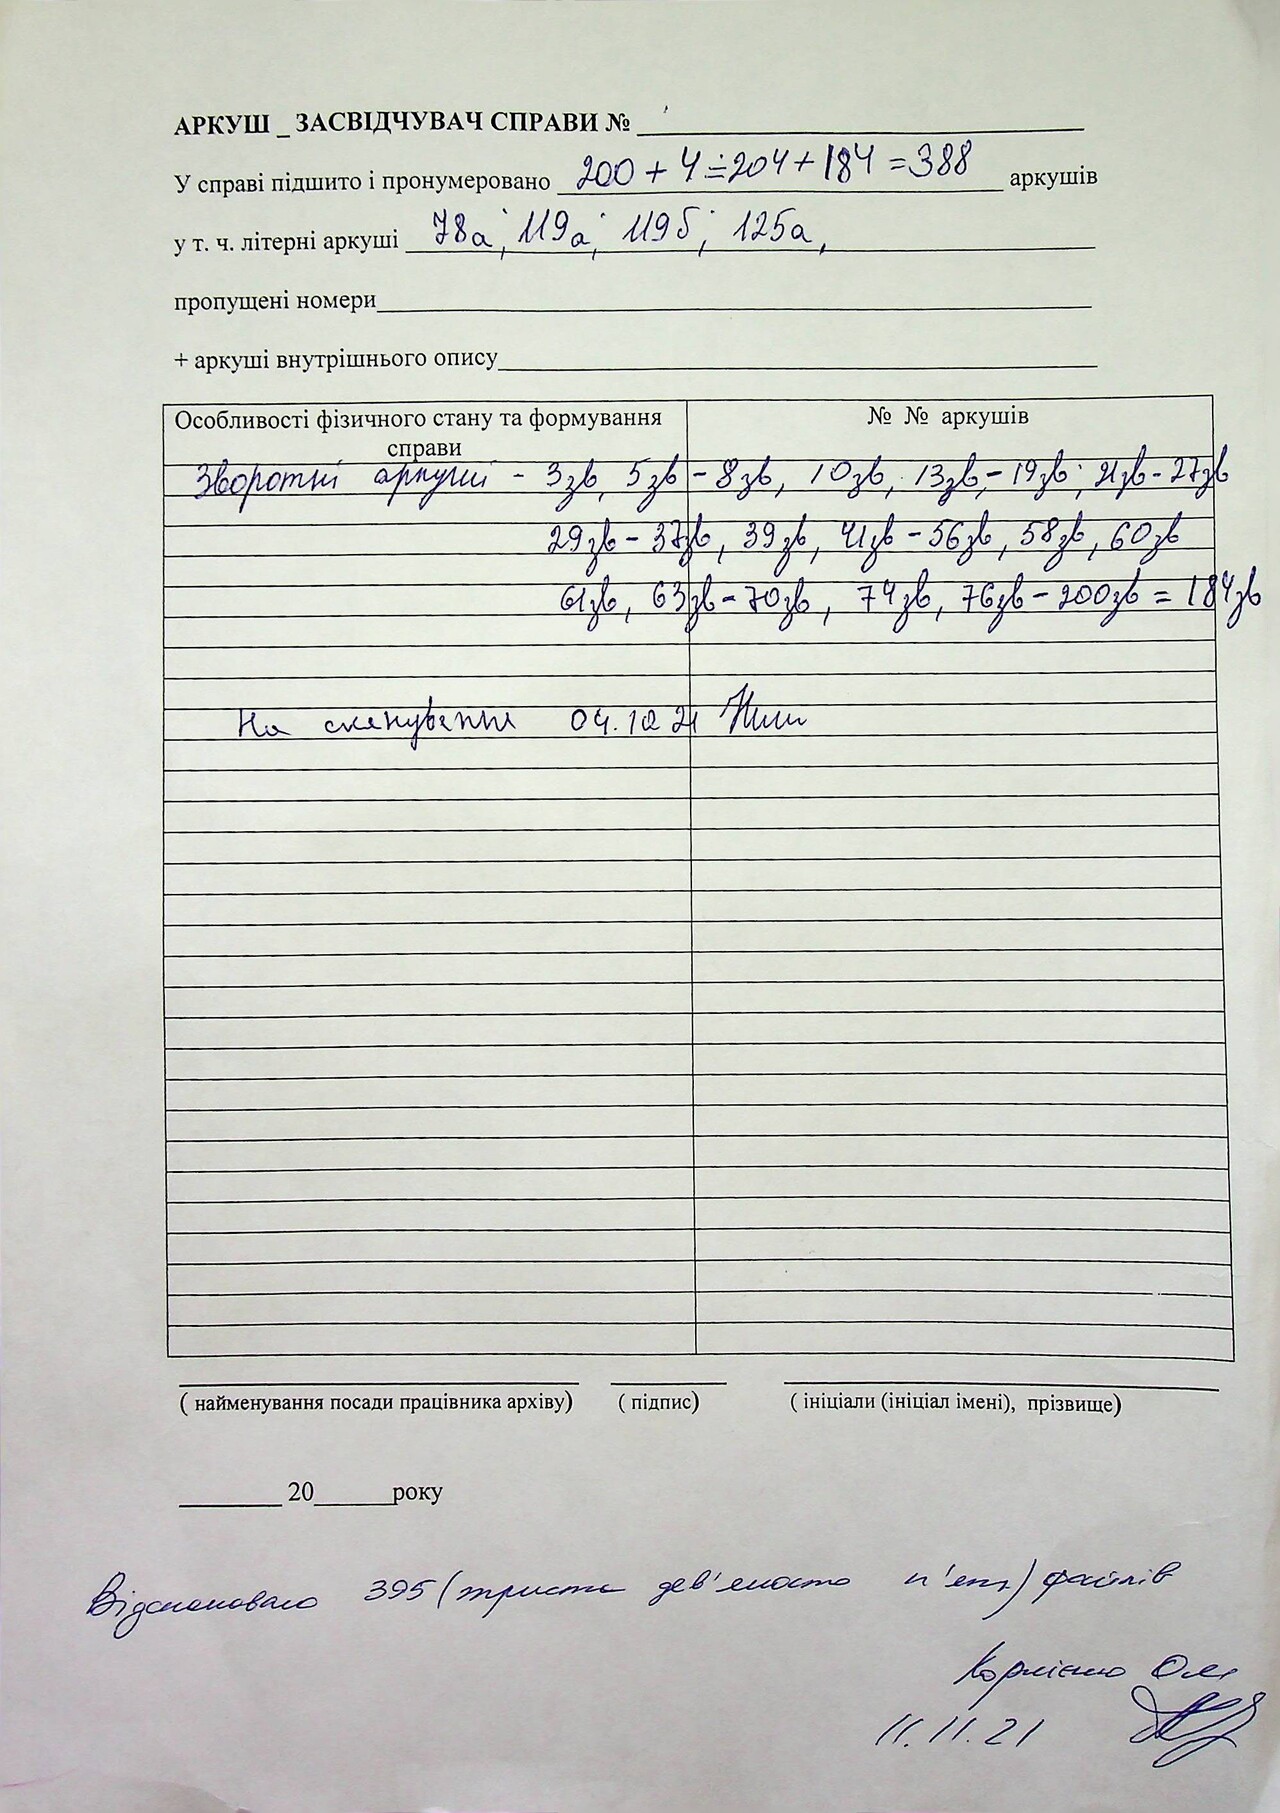 АРКУШ _ ЗАСВІДЧУВАЧ СПРАВИ №
У справі підшито і пронумеровано 200 + 4 = 204 + 184 = 388 аркушів
у т. ч. літерні аркуші 78а; 119а; 119б; 125а,
пропущені номери
+ аркуші внутрішнього опису
Особливості фізичного стану та формування справи № № аркушів
Зворотні аркуші - 3зв, 5зв - 8зв, 10зв, 13зв, - 19зв; 21зв - 27зв
29зв - 37зв, 39зв, 41зв - 56зв, 58зв, 60зв
61зв, 63зв - 70зв, 74зв, 76зв - 200зв = 184зв
На сканування 04.10 21
( найменування посади працівника архіву) ( підпис) ( ініціали (ініціал імені), прізвище)
20 року
Відскановано 395 (триста дев'яносто п'ять) файлів
11.11.21